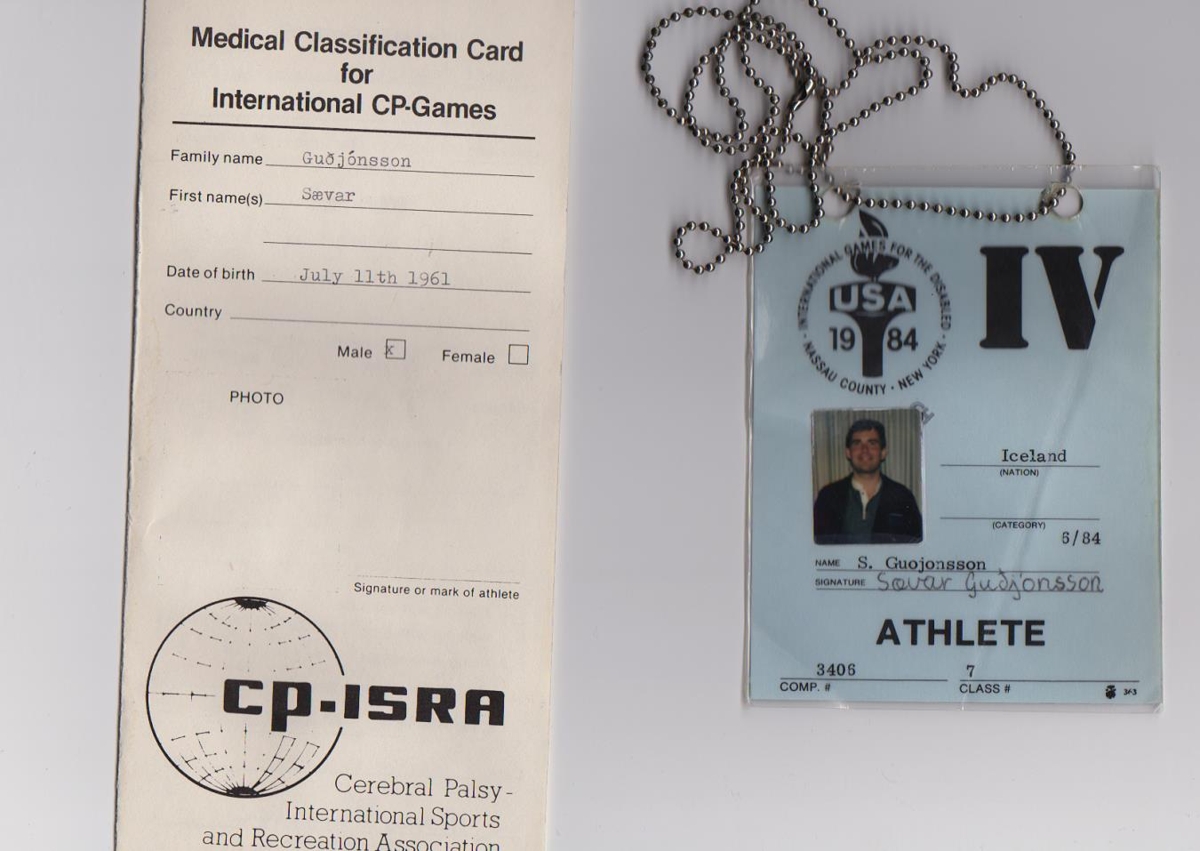 Medical Classification Card
for
International CP-Games
Family name Guðjónsson
First name(s) Sævar
Date of birth July 11th 1961
Country
Male x Female
PHOTO
Signature or mark of athlete
CP-ISRA
Cerebral Palsy-
International Sports
and Recreation Association
INTERNATIONAL GAMES FOR THE DISABLED
USA
1984
· NASSAU COUNTY · NEW YORK ·
IV
Iceland
(NATION)
(CATEGORY)
6/84
NAME S. Guojonsson
SIGNATURE Sævar Guðjónsson
ATHLETE
3406 7
COMP. # CLASS #